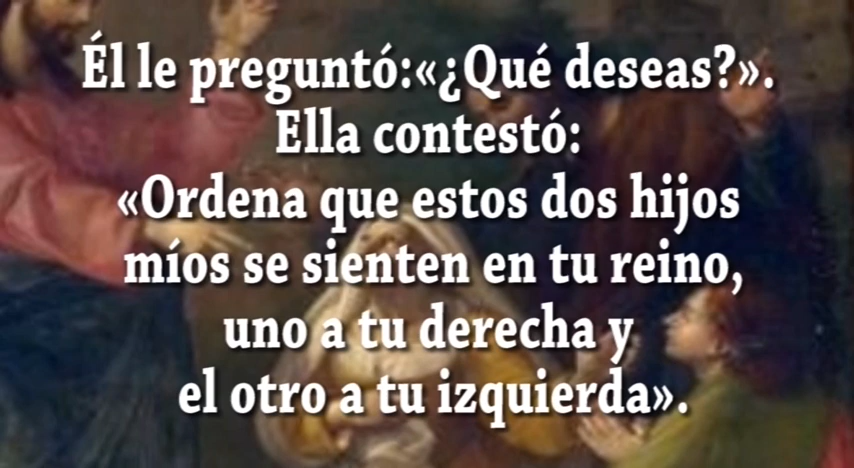 Él le preguntó:«¿Qué deseas?».
Ella contestó:
«Ordena que estos dos hijos
míos se sienten en tu reino,
uno a tu derecha y
el otro a tu izquierda».